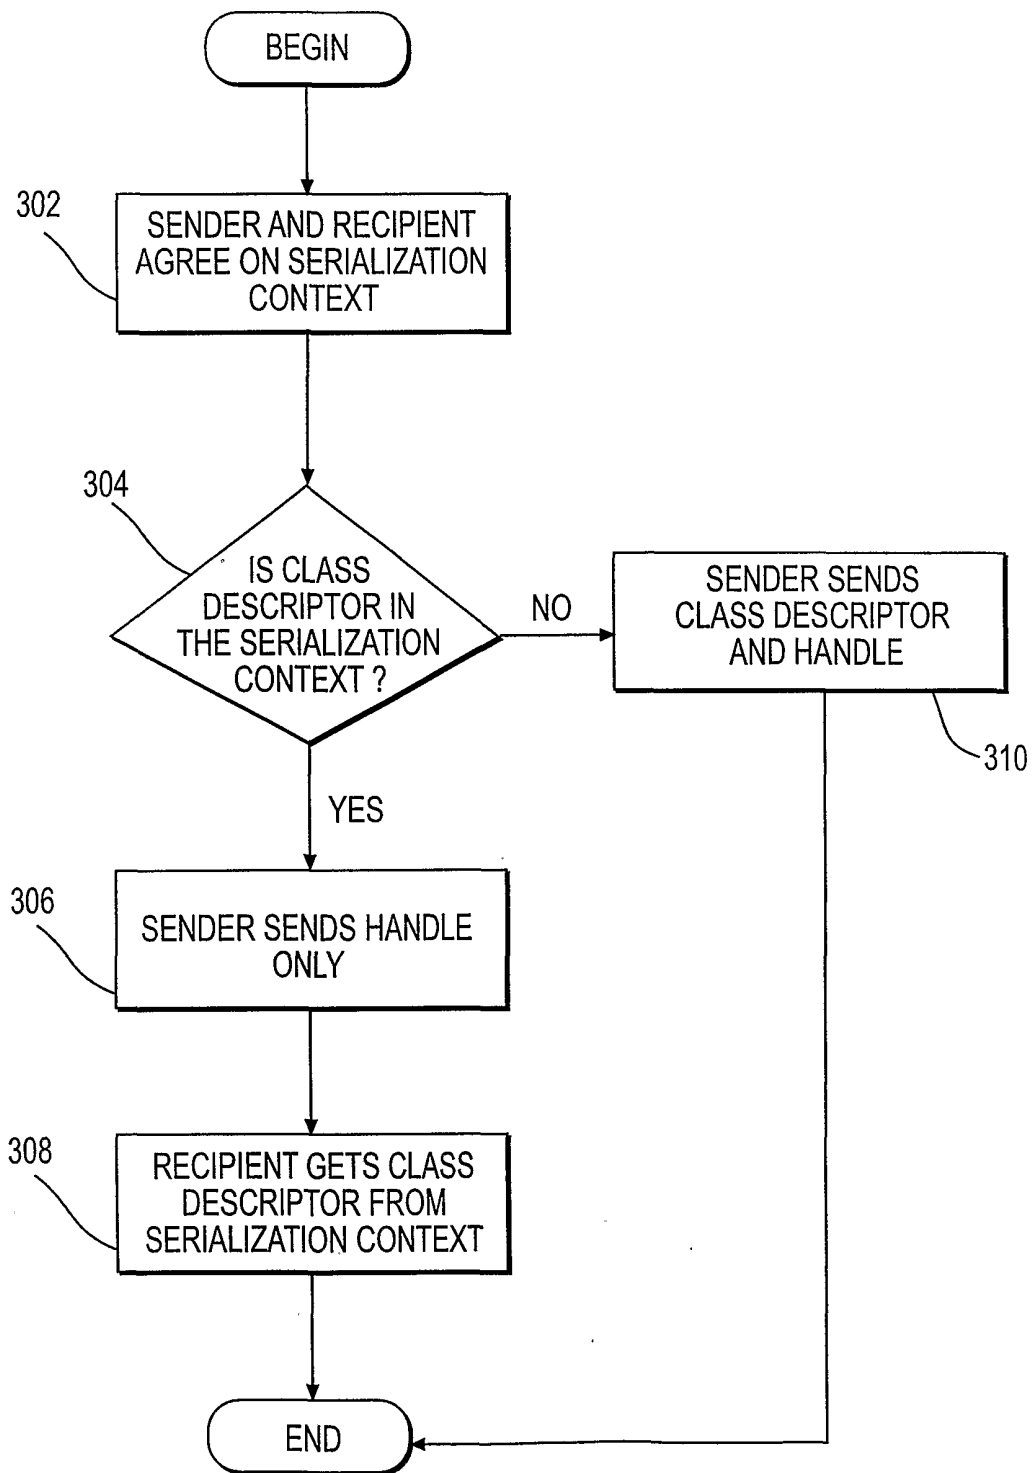 BEGIN
302
SENDER AND RECIPIENT
AGREE ON SERIALIZATION
CONTEXT
304
IS CLASS
DESCRIPTOR IN
THE SERIALIZATION
CONTEXT ?
NO
SENDER SENDS
CLASS DESCRIPTOR
AND HANDLE
310
YES
306
SENDER SENDS HANDLE
ONLY
308
RECIPIENT GETS CLASS
DESCRIPTOR FROM
SERIALIZATION CONTEXT
END